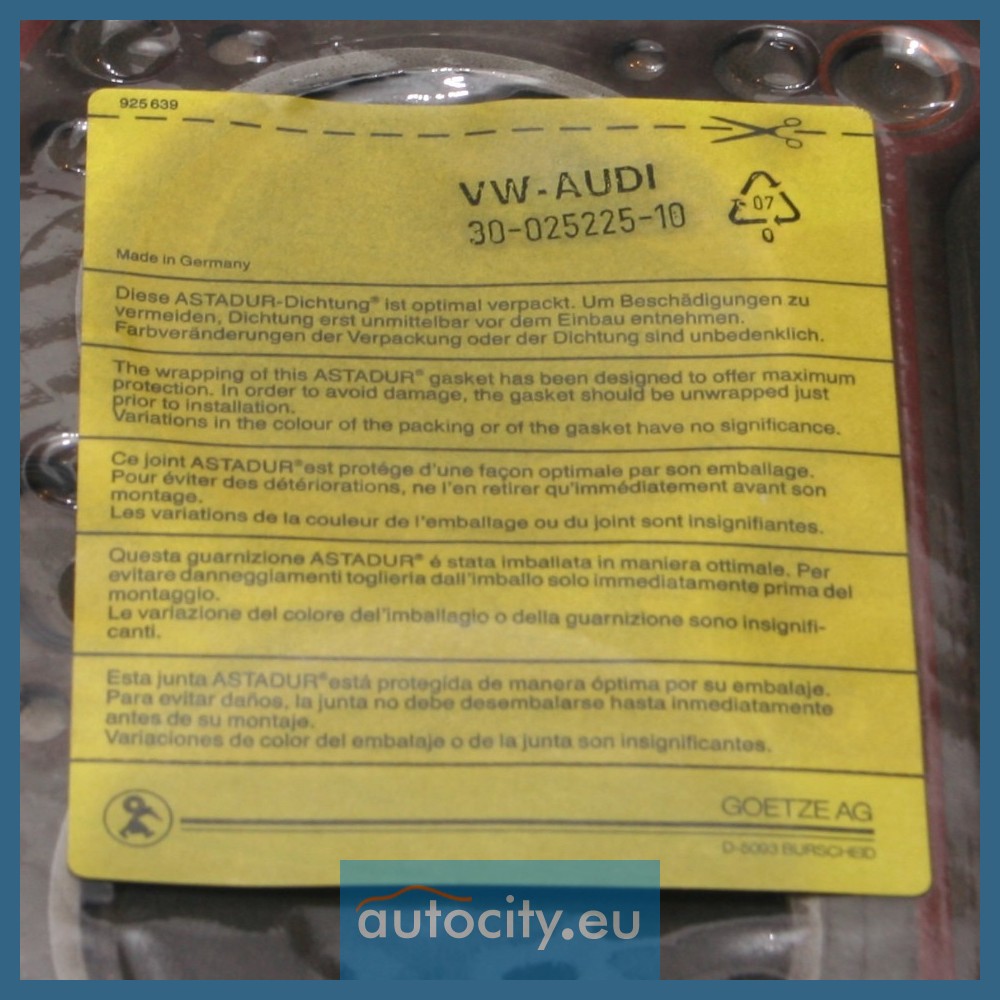 925 639
VW-AUDI
30-025225-10
07
0
Made in Germany
Diese ASTADUR-Dichtung® ist optimal verpackt. Um Beschädigungen zu
vermeiden, Dichtung erst unmittelbar vor dem Einbau entnehmen.
Farbveränderungen der Verpackung oder der Dichtung sind unbedenklich.
The wrapping of this ASTADUR® gasket has been designed to offer maximum
protection. In order to avoid damage, the gasket should be unwrapped just
prior to installation.
Variations in the colour of the packing or of the gasket have no significance.
Ce joint ASTADUR® est protége d'une façon optimale par son emballage.
Pour éviter des détériorations, ne l'en retirer qu'immédiatement avant son
montage.
Les variations de la couleur de l'emballage ou du joint sont insignifiantes.
Questa guarnizione ASTADUR® é stata imballata in maniera ottimale. Per
evitare danneggiamenti toglieria dall'imballo solo immediatamente prima del
montaggio.
Le variazione del colore del'imballagio o della guarnizione sono insignifi-
canti.
Esta junta ASTADUR® está protegida de manera óptima por su embalaje.
Para evitar daños, la junta no debe desembalarse hasta inmediatamente
antes de su montaje.
Variaciones de color del embalaje o de la junta son insignificantes.
GOETZE AG
D-5093 BURSCHEID
autocity.eu